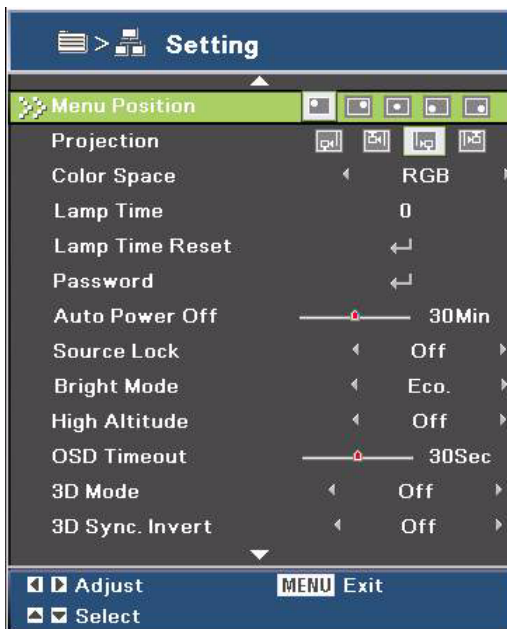 > Setting
Menu Position
Projection
Color Space RGB
Lamp Time 0
Lamp Time Reset
Password
Auto Power Off 30Min
Source Lock Off
Bright Mode Eco.
High Altitude Off
OSD Timeout 30Sec
3D Mode Off
3D Sync. Invert Off
Adjust MENU Exit
Select